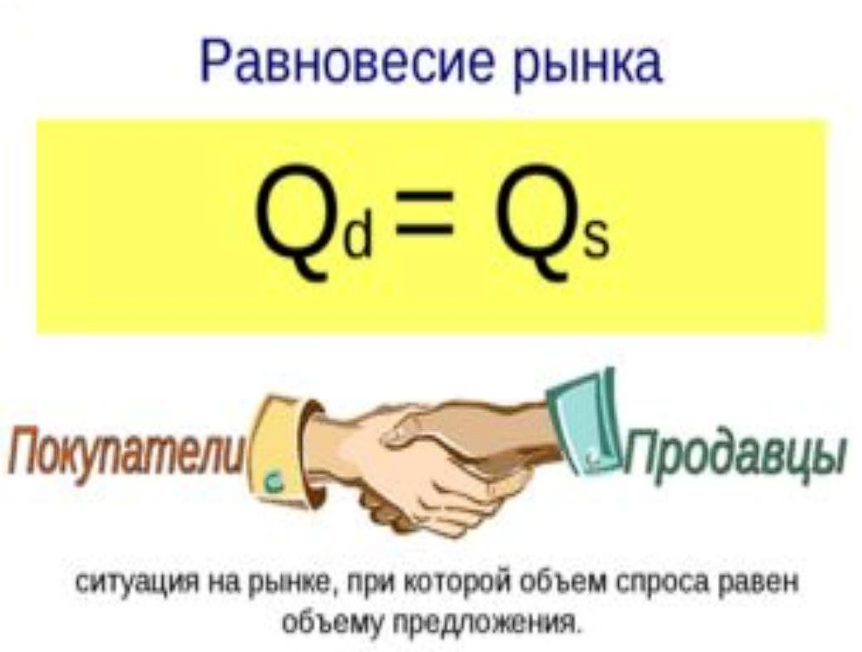 Равновесие рынка
Qd = Qs
Покупатели Продавцы
ситуация на рынке, при которой объем спроса равен
объему предложения.